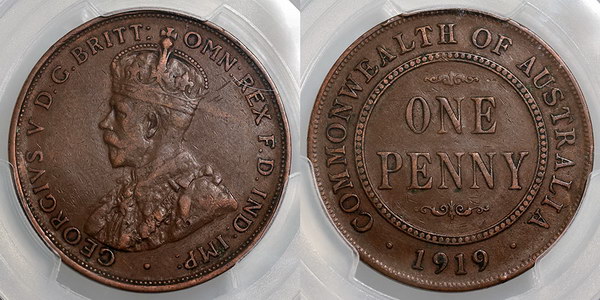 GEORGIVS V D.G.BRITT: OMN: REX F.D IND: IMP:
COMMONWEALTH OF AUSTRALIA
ONE
PENNY
· 1919 ·